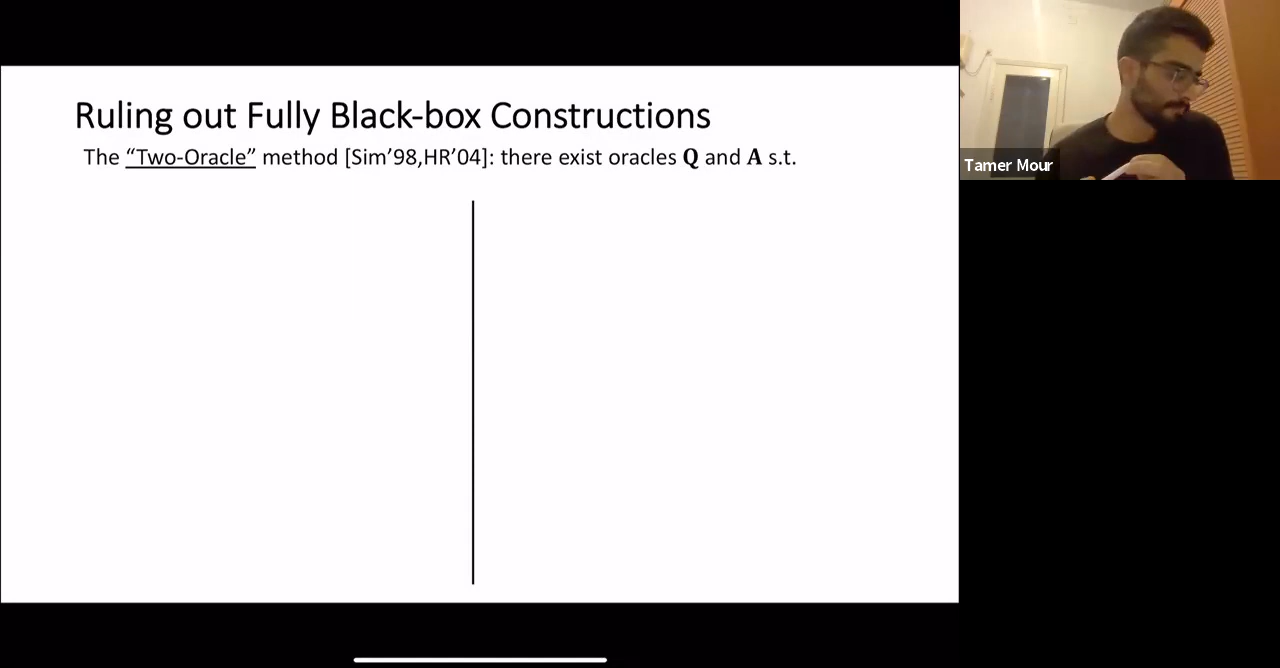 Ruling out Fully Black-box Constructions
The “Two-Oracle” method [Sim’98,HR’04]: there exist oracles Q and A s.t.
Tamer Mour